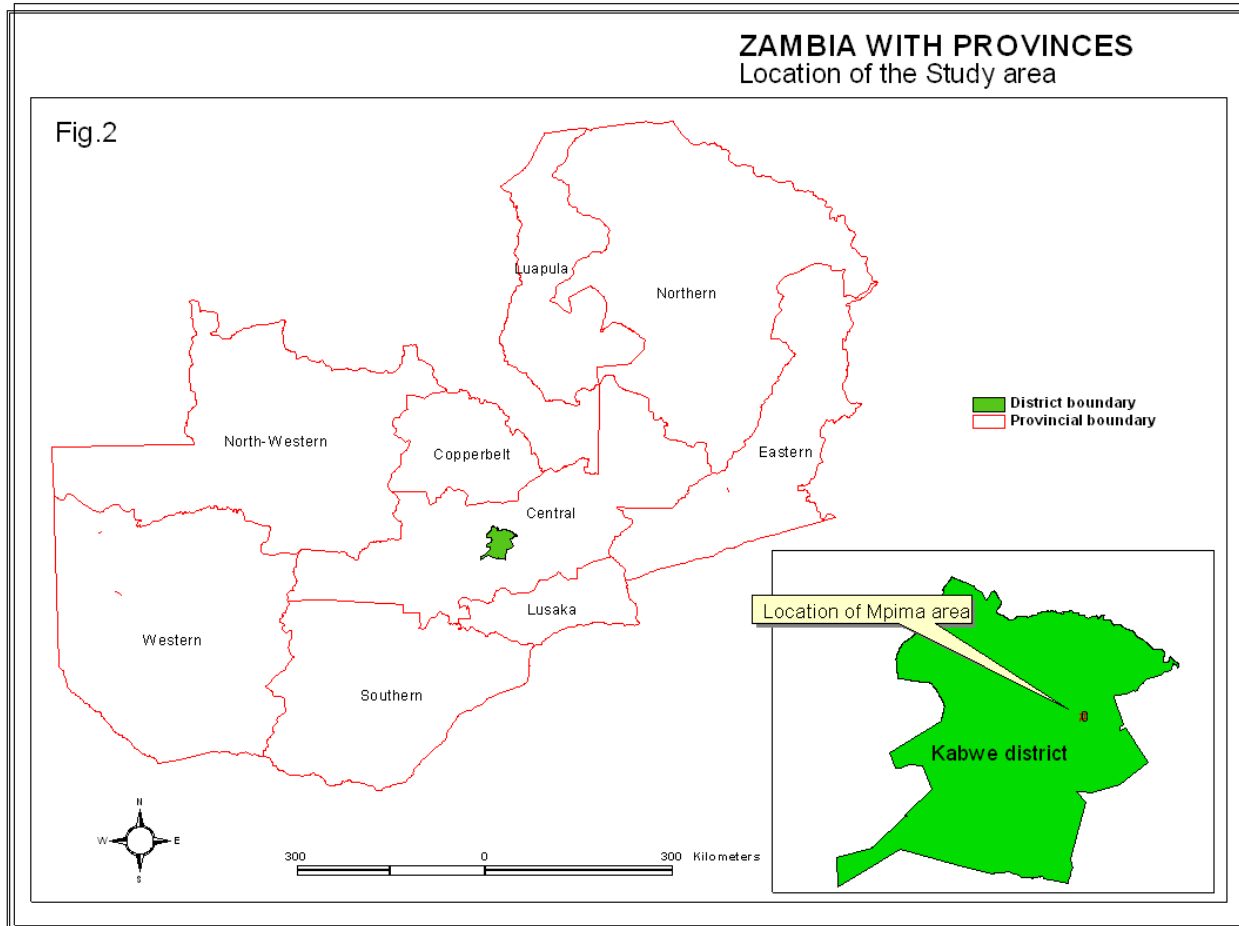 ZAMBIA WITH PROVINCES
Location of the Study area
Fig.2
Luapula
Northern
District boundary
Provincial boundary
North-Western
Copperbelt
Eastern
Central
Location of Mpima area
Lusaka
Western
Southern
Kabwe district
N
W E
S
300 0 300 Kilometers